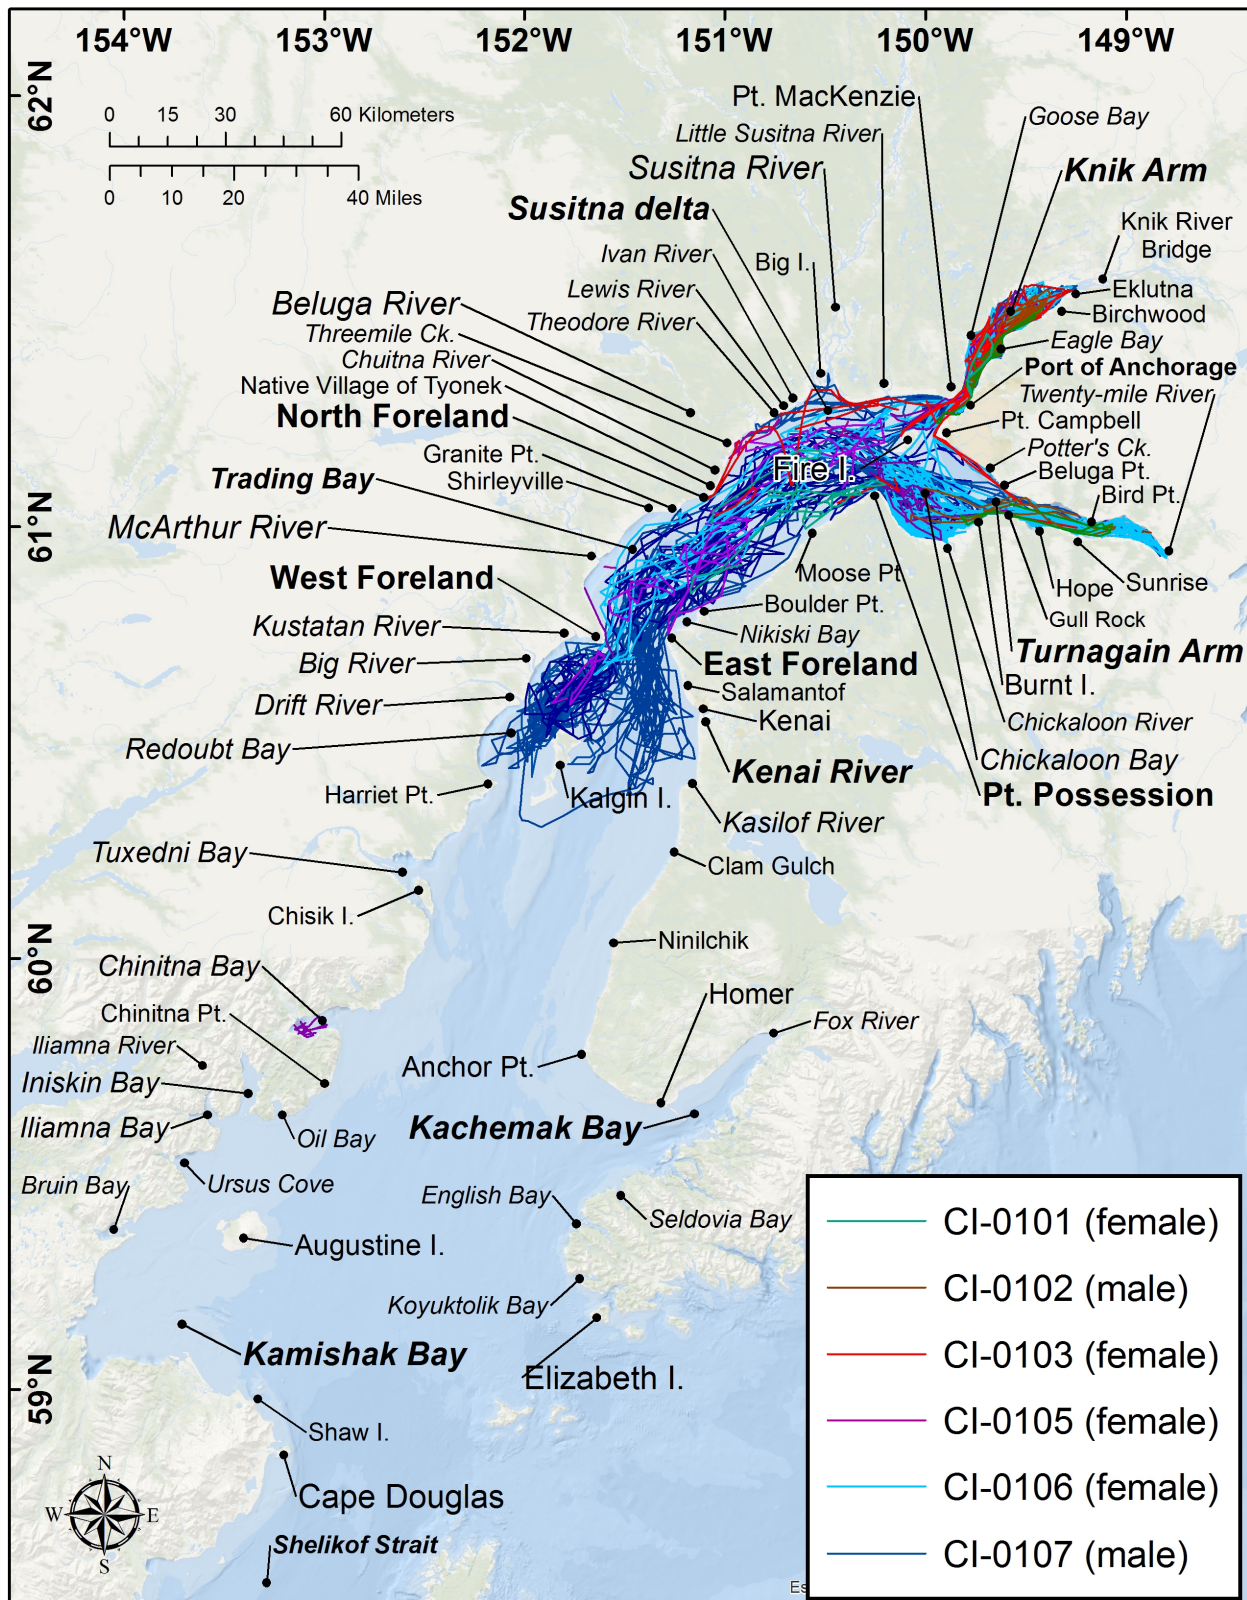 154°W 153°W 152°W 151°W 150°W 149°W
62°N
61°N
60°N
59°N
0 15 30 60 Kilometers
0 10 20 40 Miles
Pt. MacKenzie
Little Susitna River
Susitna River
Susitna delta
Ivan River
Big I.
Lewis River
Theodore River
Beluga River
Threemile Ck.
Chuitna River
Native Village of Tyonek
North Foreland
Granite Pt.
Shirleyville
Trading Bay
McArthur River
West Foreland
Kustatan River
Big River
Drift River
Redoubt Bay
Harriet Pt.
Goose Bay
Knik Arm
Knik River
Bridge
Eklutna
Birchwood
Eagle Bay
Port of Anchorage
Twenty-mile River
Pt. Campbell
Potter's Ck.
Beluga Pt.
Bird Pt.
Fire I.
Moose Pt.
Boulder Pt.
Nikiski Bay
East Foreland
Salamantof
Kenai
Kenai River
Kalgin I.
Kasilof River
Clam Gulch
Hope
Sunrise
Gull Rock
Turnagain Arm
Burnt I.
Chickaloon River
Chickaloon Bay
Pt. Possession
Tuxedni Bay
Chisik I.
Ninilchik
Chinitna Bay
Chinitna Pt.
Homer
Fox River
Iliamna River
Anchor Pt.
Iniskin Bay
Iliamna Bay
Oil Bay
Kachemak Bay
Bruin Bay
Ursus Cove
English Bay
Seldovia Bay
Augustine I.
Koyuktolik Bay
Kamishak Bay
Elizabeth I.
Shaw I.
Cape Douglas
Shelikof Strait
N
W E
S
Es
CI-0101 (female)
CI-0102 (male)
CI-0103 (female)
CI-0105 (female)
CI-0106 (female)
CI-0107 (male)